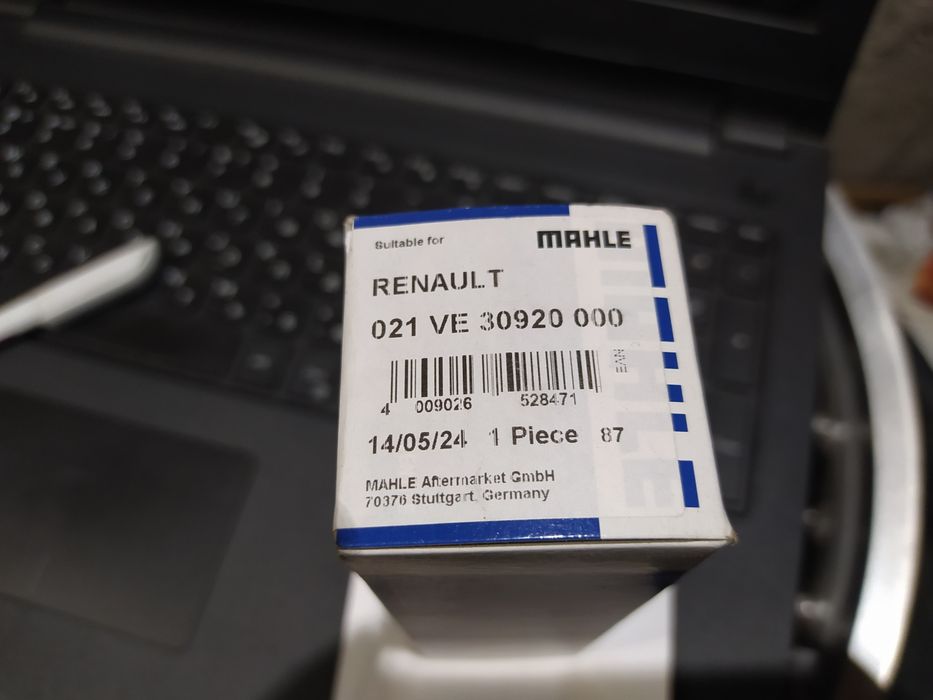 Suitable for MAHLE
RENAULT
021 VE 30920 000
EAN
4 009026 528471
14/05/24 1 Piece 87
MAHLE Aftermarket GmbH
70376 Stuttgart, Germany